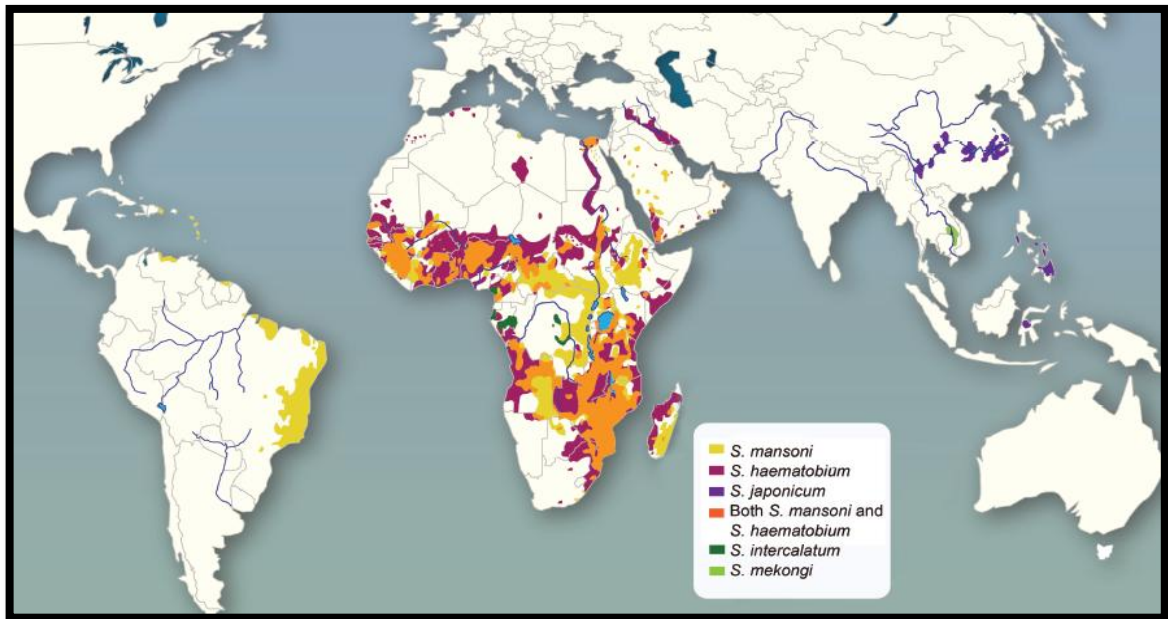 S. mansoni
S. haematobium
S. japonicum
Both S. mansoni and
S. haematobium
S. intercalatum
S. mekongi